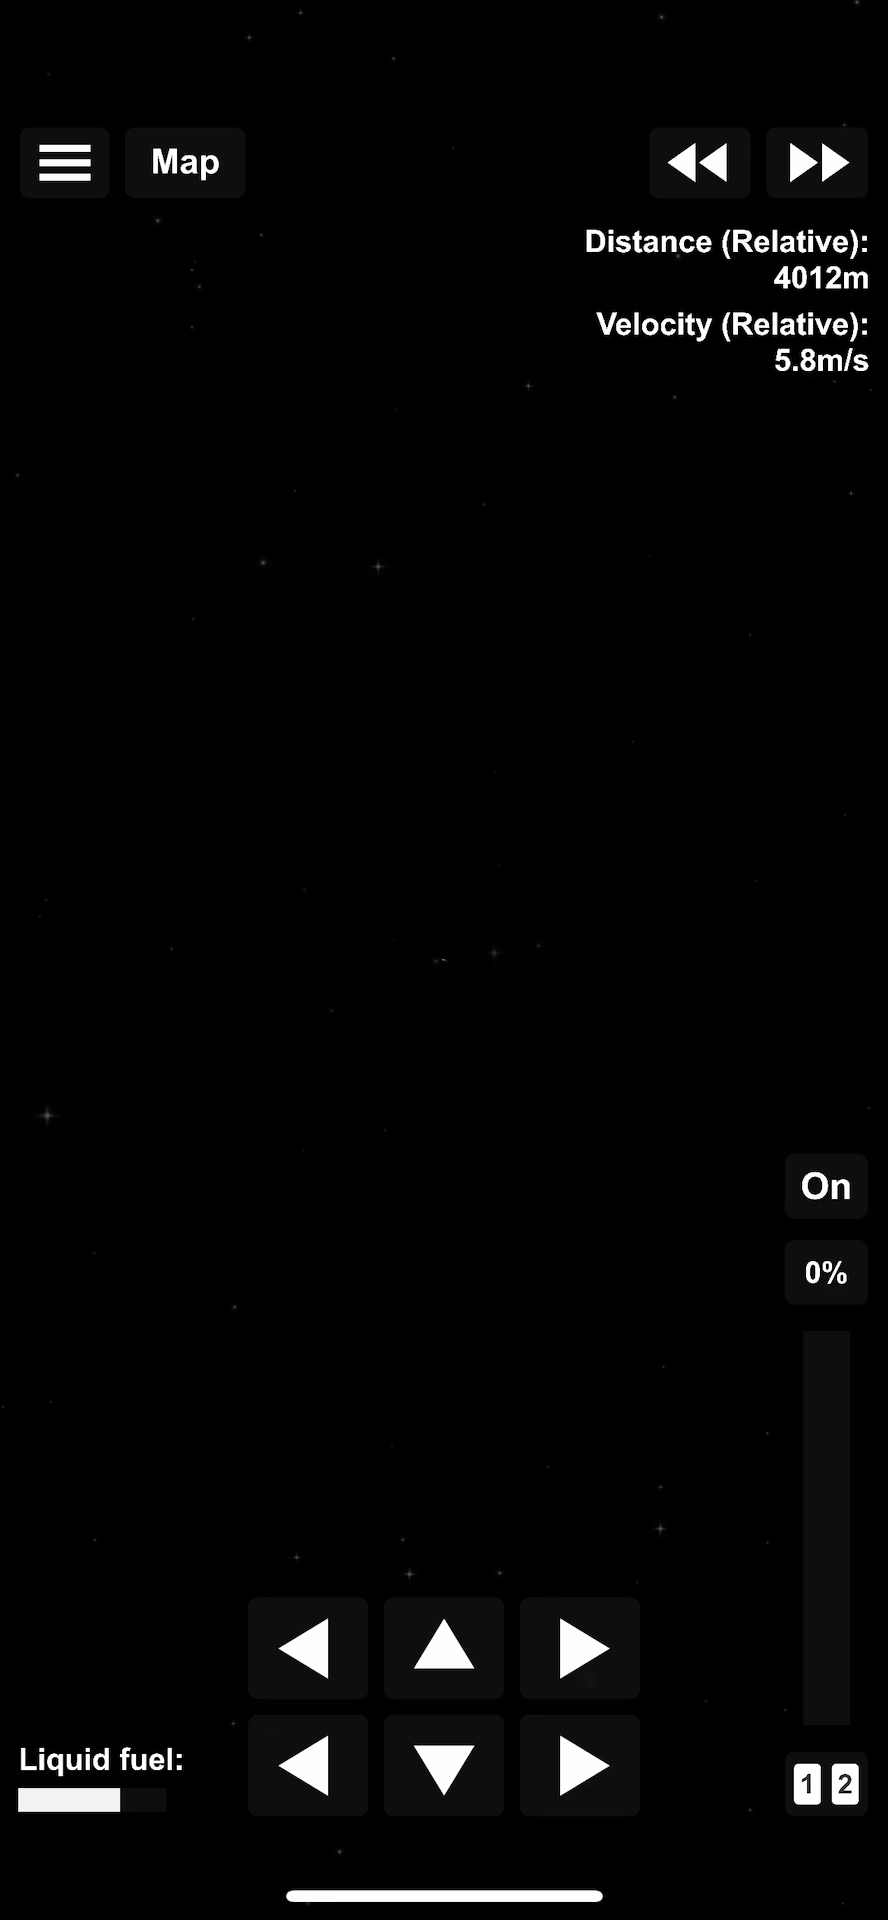 Map
Distance (Relative):
4012m
Velocity (Relative):
5.8m/s
On
0%
Liquid fuel:
1 2